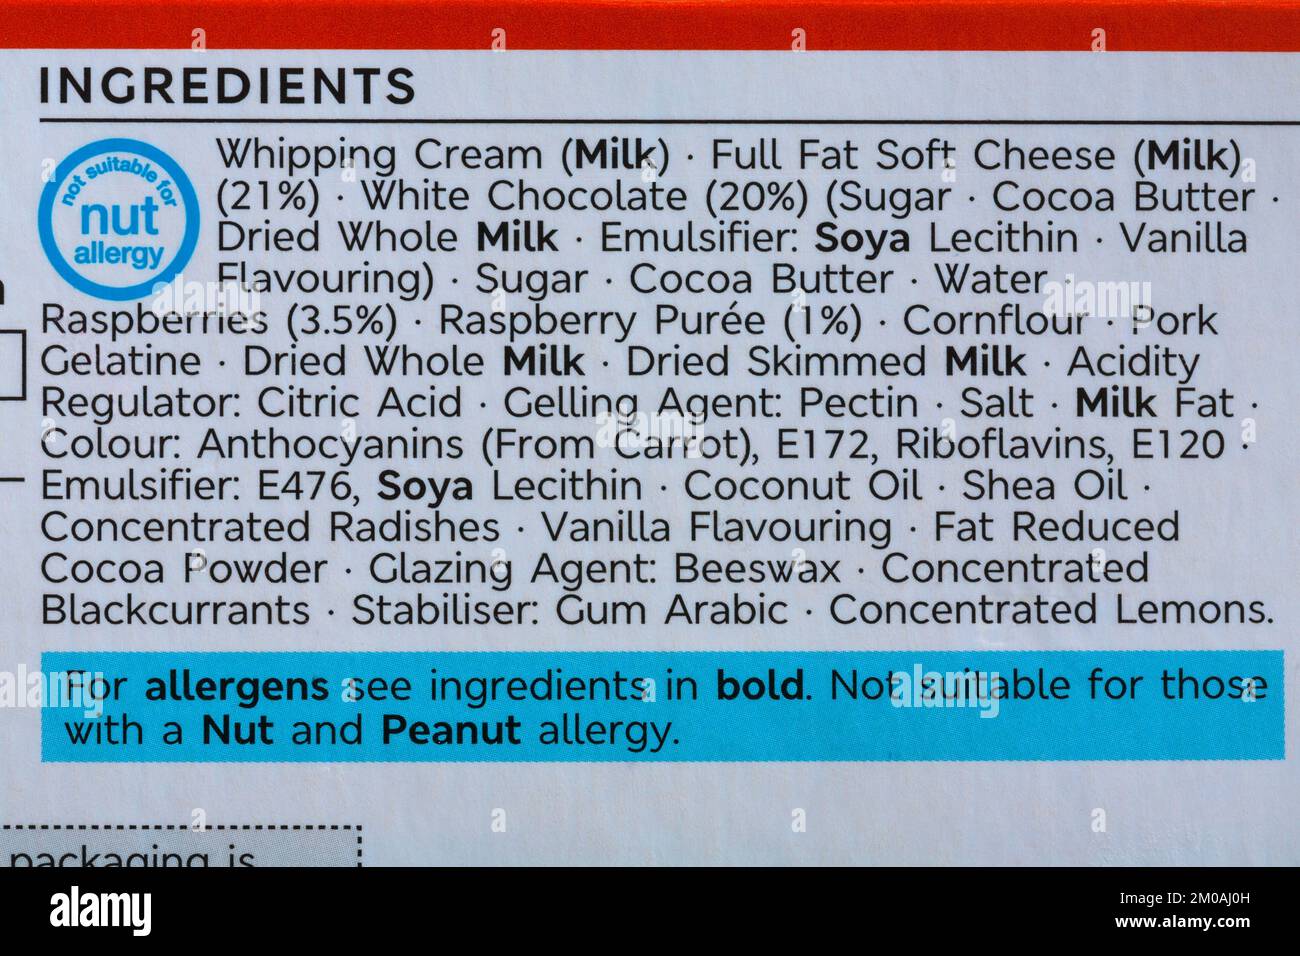 INGREDIENTS
not suitable for
nut
allergy
Whipping Cream (Milk) · Full Fat Soft Cheese (Milk)
(21%) · White Chocolate (20%) (Sugar · Cocoa Butter ·
Dried Whole Milk · Emulsifier: Soya Lecithin · Vanilla
Flavouring) · Sugar · Cocoa Butter · Water ·
Raspberries (3.5%) · Raspberry Purée (1%) · Cornflour · Pork
Gelatine · Dried Whole Milk · Dried Skimmed Milk · Acidity
Regulator: Citric Acid · Gelling Agent: Pectin · Salt · Milk Fat ·
Colour: Anthocyanins (From Carrot), E172, Riboflavins, E120 ·
Emulsifier: E476, Soya Lecithin · Coconut Oil · Shea Oil ·
Concentrated Radishes · Vanilla Flavouring · Fat Reduced
Cocoa Powder · Glazing Agent: Beeswax · Concentrated
Blackcurrants · Stabiliser: Gum Arabic · Concentrated Lemons.
For allergens see ingredients in bold. Not suitable for those
with a Nut and Peanut allergy.
packaging is
alamy
Image ID: 2M0AJ0H
www.alamy.com